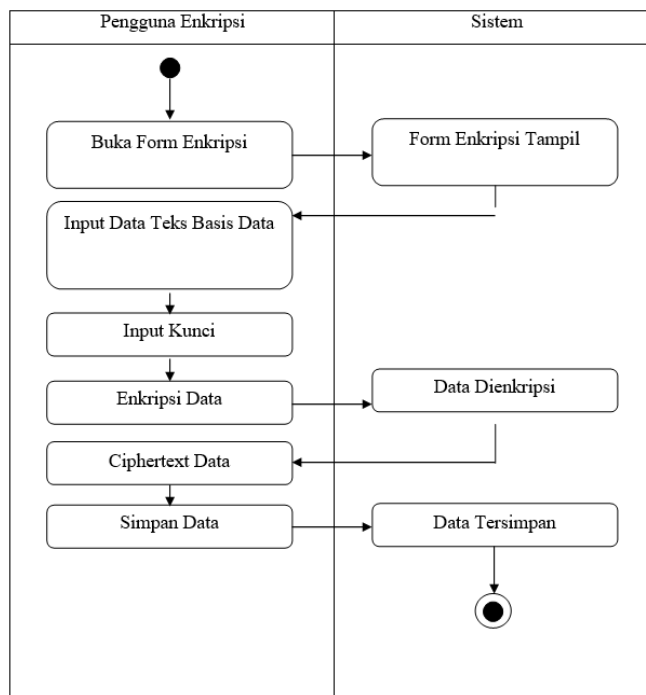 Pengguna Enkripsi
Sistem
Buka Form Enkripsi
Form Enkripsi Tampil
Input Data Teks Basis Data
Input Kunci
Enkripsi Data
Data Dienkripsi
Ciphertext Data
Simpan Data
Data Tersimpan